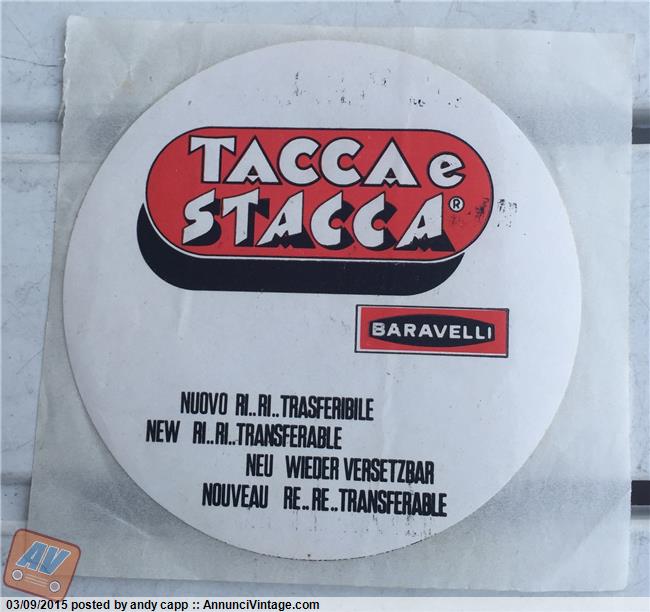 TACCA e
STACCA®
BARAVELLI
NUOVO RI..RI..TRASFERIBILE
NEW RI..RI..TRANSFERABLE
NEU WIEDER VERSETZBAR
NOUVEAU RE..RE..TRANSFERABLE
AV
03/09/2015 posted by andy capp :: AnnunciVintage.com